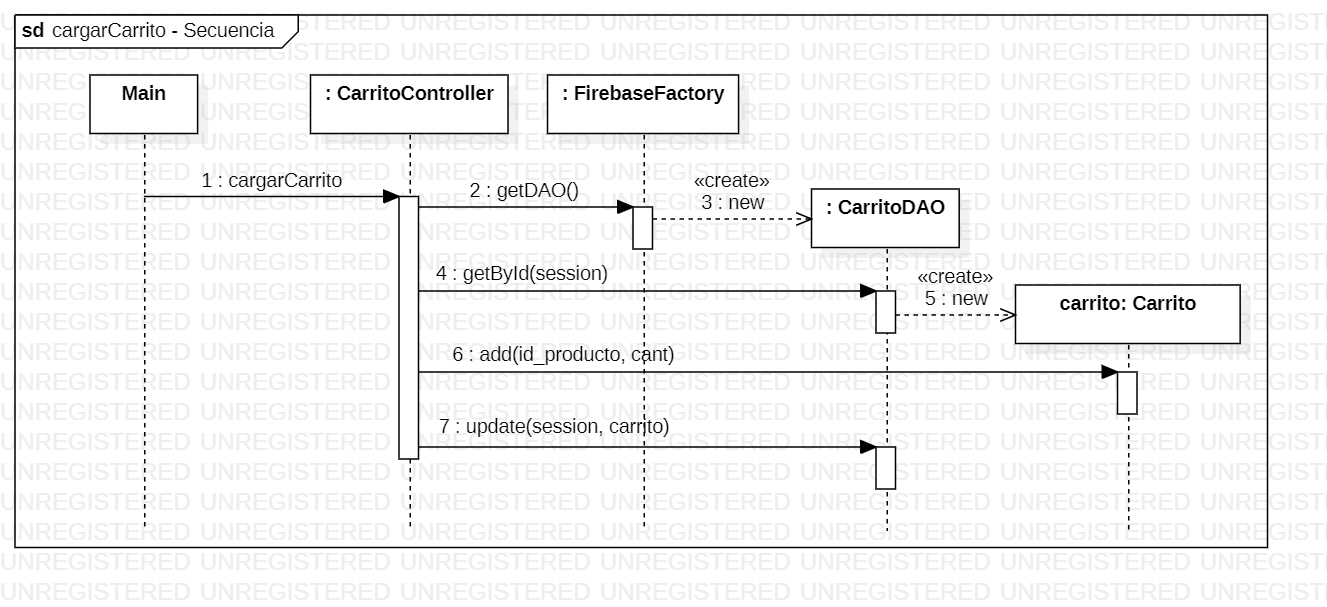 sd cargarCarrito - Secuencia
Main
: CarritoController
: FirebaseFactory
1 : cargarCarrito
2 : getDAO()
«create»
3 : new
: CarritoDAO
4 : getById(session)
«create»
5 : new
carrito: Carrito
6 : add(id_producto, cant)
7 : update(session, carrito)
UNREGISTERED